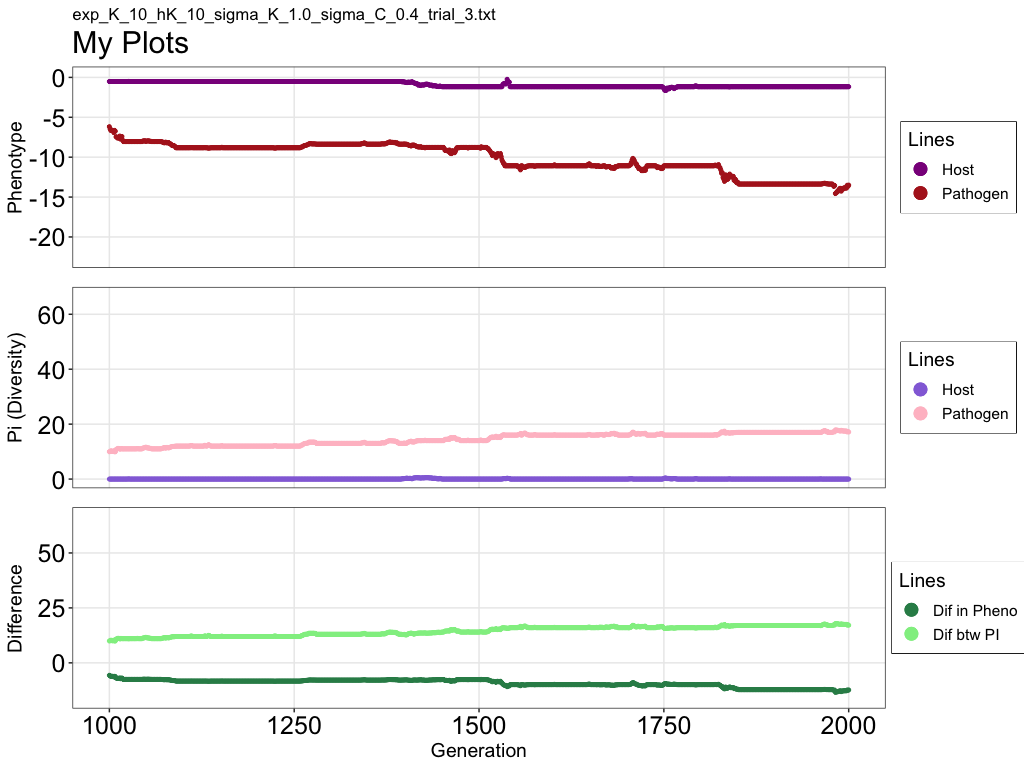 exp_K_10_hK_10_sigma_K_1.0_sigma_C_0.4_trial_3.txt
My Plots
Phenotype
0
-5
-10
-15
-20
Lines
Host
Pathogen
Pi (Diversity)
60
40
20
0
Lines
Host
Pathogen
Difference
50
25
0
Lines
Dif in Pheno
Dif btw PI
1000 1250 1500 1750 2000
Generation